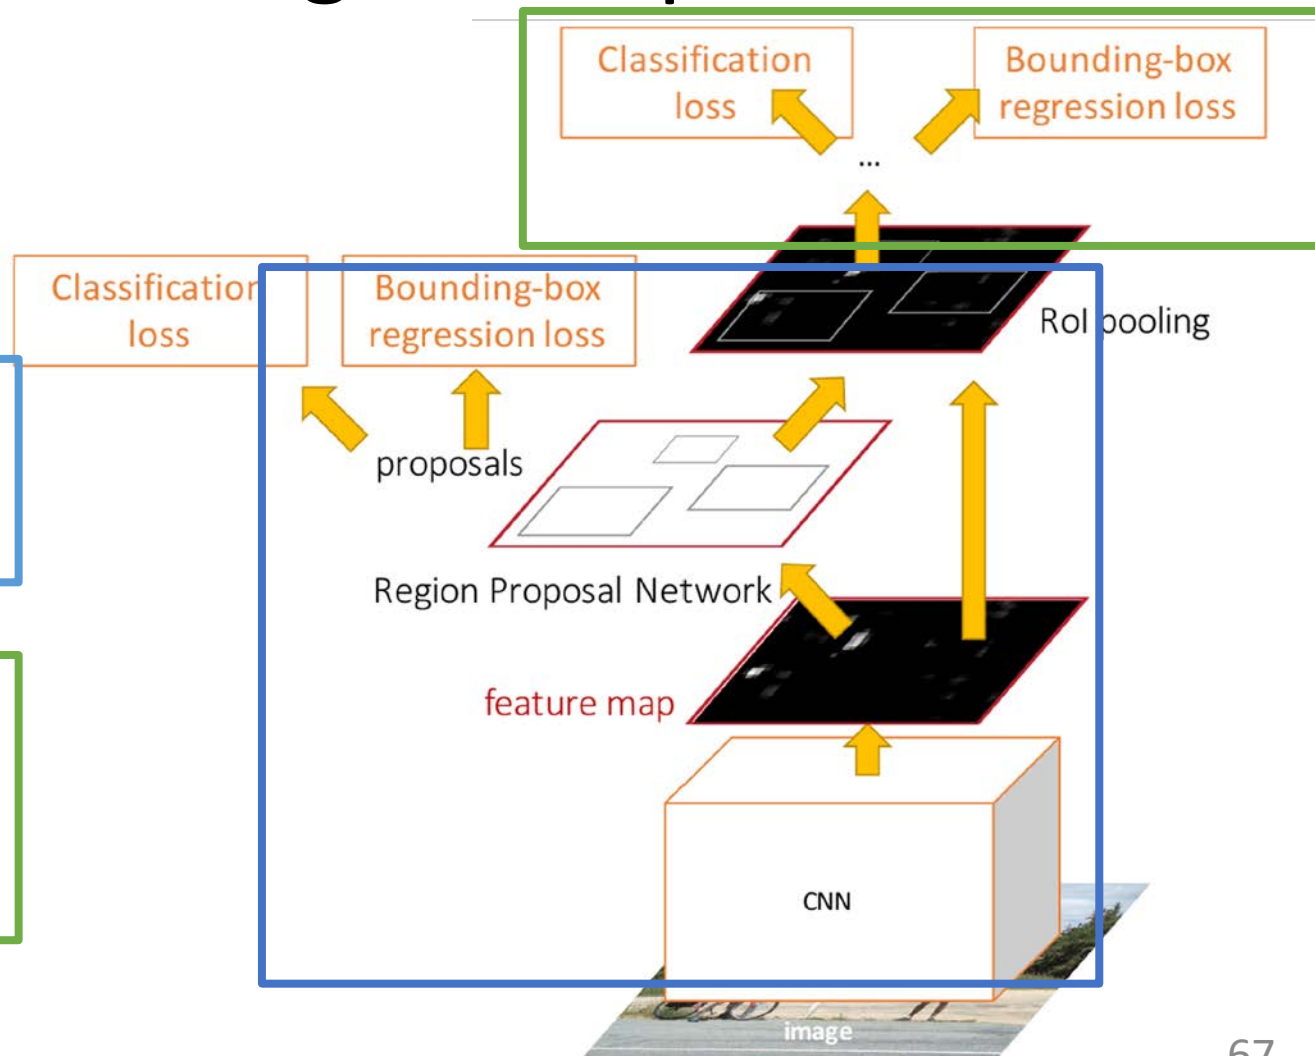 Classification
loss
Bounding-box
regression loss
...
Classification
loss
Bounding-box
regression loss
RoI pooling
proposals
Region Proposal Network
feature map
CNN
image
67